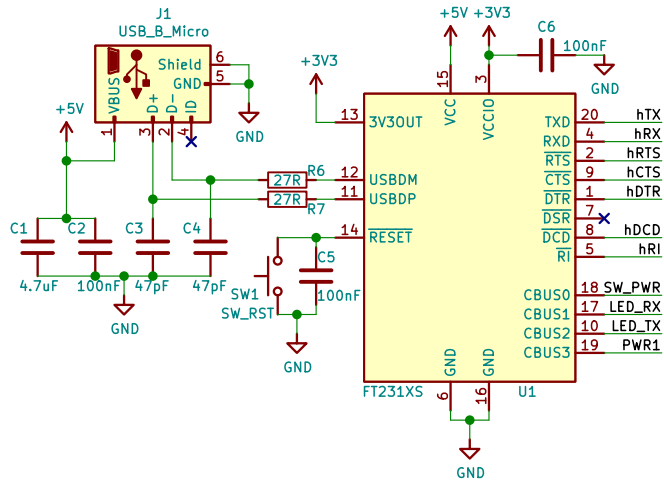 J1
USB_B_Micro
Shield 6
GND 5
VBUS
D+
D-
ID
1
3
2
4
+5V
GND
+3V3
+5V
+3V3
C6
100nF
GND
15
3
VCC
VCCIO
13 3V3OUT
12 USBDM
11 USBDP
14 RESET
R6
27R
27R
R7
TXD 20 hTX
RXD 4 hRX
RTS 2 hRTS
CTS 9 hCTS
DTR 1 hDTR
DSR 7
DCD 8 hDCD
RI 5 hRI
CBUS0 18 SW_PWR
CBUS1 17 LED_RX
CBUS2 10 LED_TX
CBUS3 19 PWR1
C1
C2
C3
C4
4.7uF
100nF
47pF
47pF
GND
SW1
SW_RST
C5
100nF
GND
GND
GND
FT231XS
U1
6
16
GND